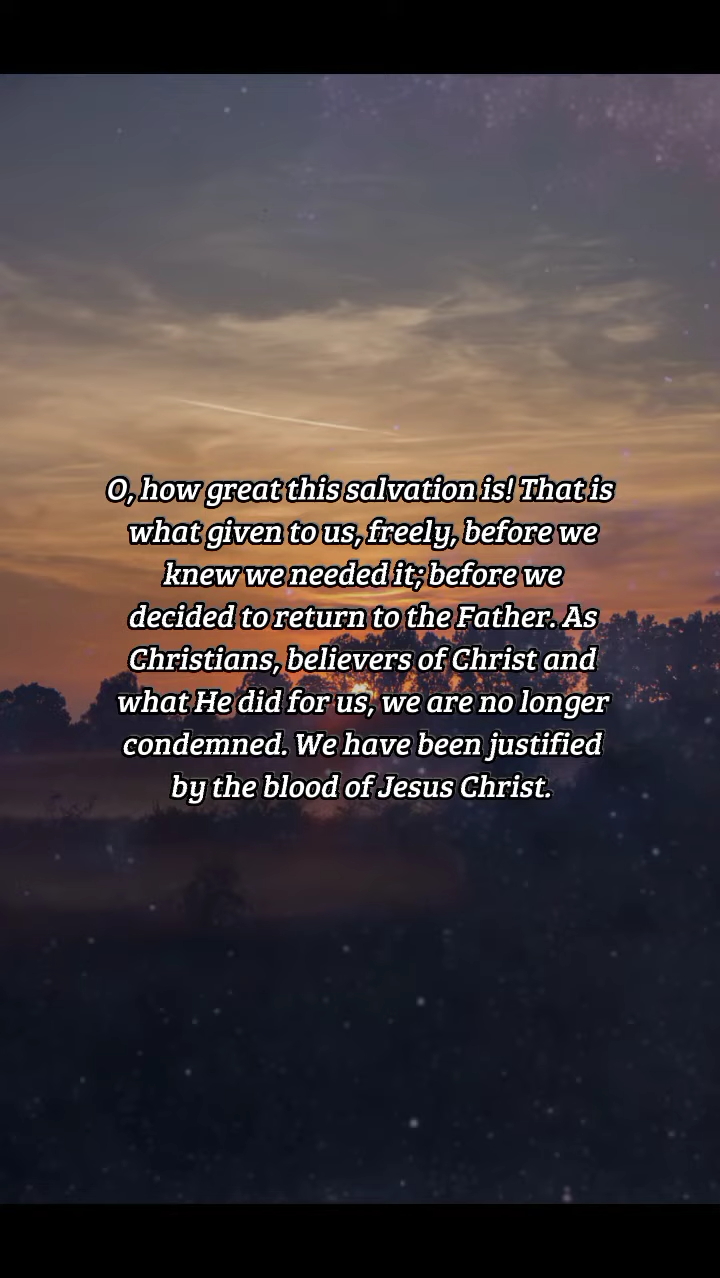 O, how great this salvation is! That is
what given to us, freely, before we
knew we needed it; before we
decided to return to the Father. As
Christians, believers of Christ and
what He did for us, we are no longer
condemned. We have been justified
by the blood of Jesus Christ.